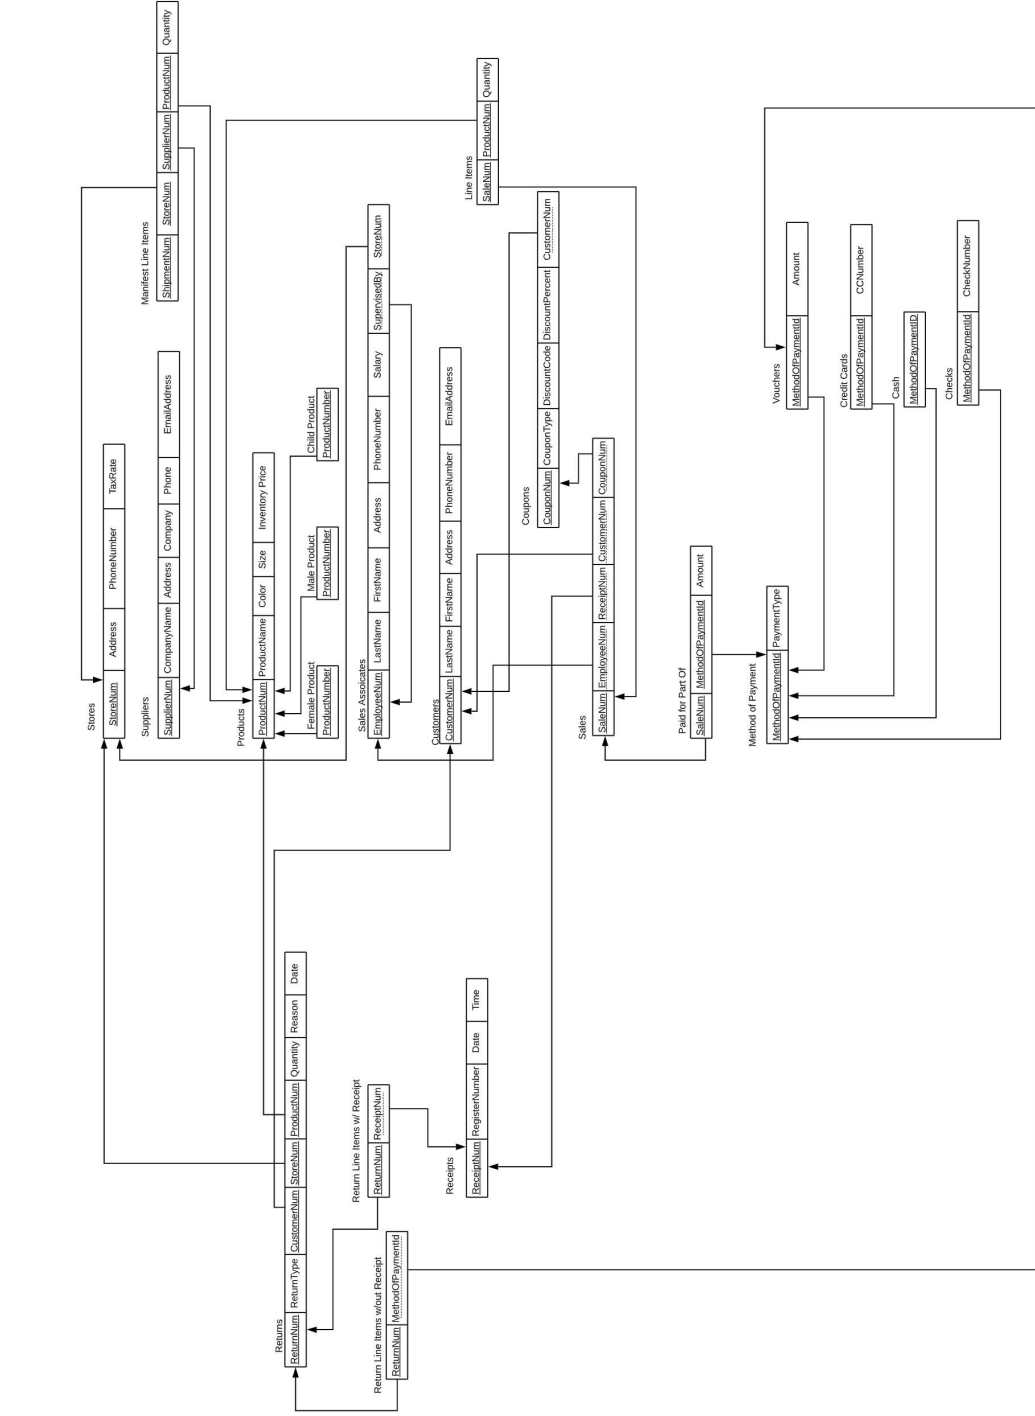 Stores
StoreNum Address PhoneNumber TaxRate
Suppliers
SupplierNum CompanyName Address Company Phone EmailAddress
Manifest Line Items
ShipmentNum StoreNum SupplierNum ProductNum Quantity
Products
ProductNum ProductName Color Size Inventory Price
Female Product
ProductNumber
Male Product
ProductNumber
Child Product
ProductNumber
Sales Assoicates
EmployeNum LastName FirstName Address PhoneNumber Salary SupervisedBy StoreNum
Customers
CustomerNum LastName FirstName Address PhoneNumber EmailAddress
Line Items
SaleNum ProductNum Quantity
Coupons
CouponNum CouponType DiscountCode DiscountPercent CustomerNum
Sales
SaleNum EmployeeNum ReceiptNum CustomerNum CouponNum
Paid for Part Of
SaleNum MethodOfPaymentId Amount
Method of Payment
MethodOfPaymentId PaymentType
Vouchers
MethodOfPaymentId Amount
Credit Cards
MethodOfPaymentId CCNumber
Cash
MethodOfPaymentID
Checks
MethodOfPaymentId CheckNumber
Returns
ReturnNum ReturnType CustomerNum StoreNum ProductNum Quantity Reason Date
Return Line Items w/ Receipt
ReturnNum ReceiptNum
Return Line Items w/out Receipt
ReturnNum MethodOfPaymentId
Receipts
ReceiptNum RegisterNumber Date Time